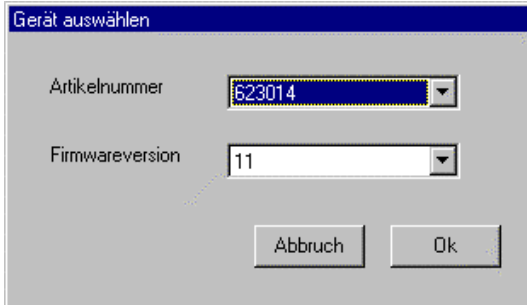 Gerät auswählen
Artikelnummer 623014
Firmwareversion 11
Abbruch Ok